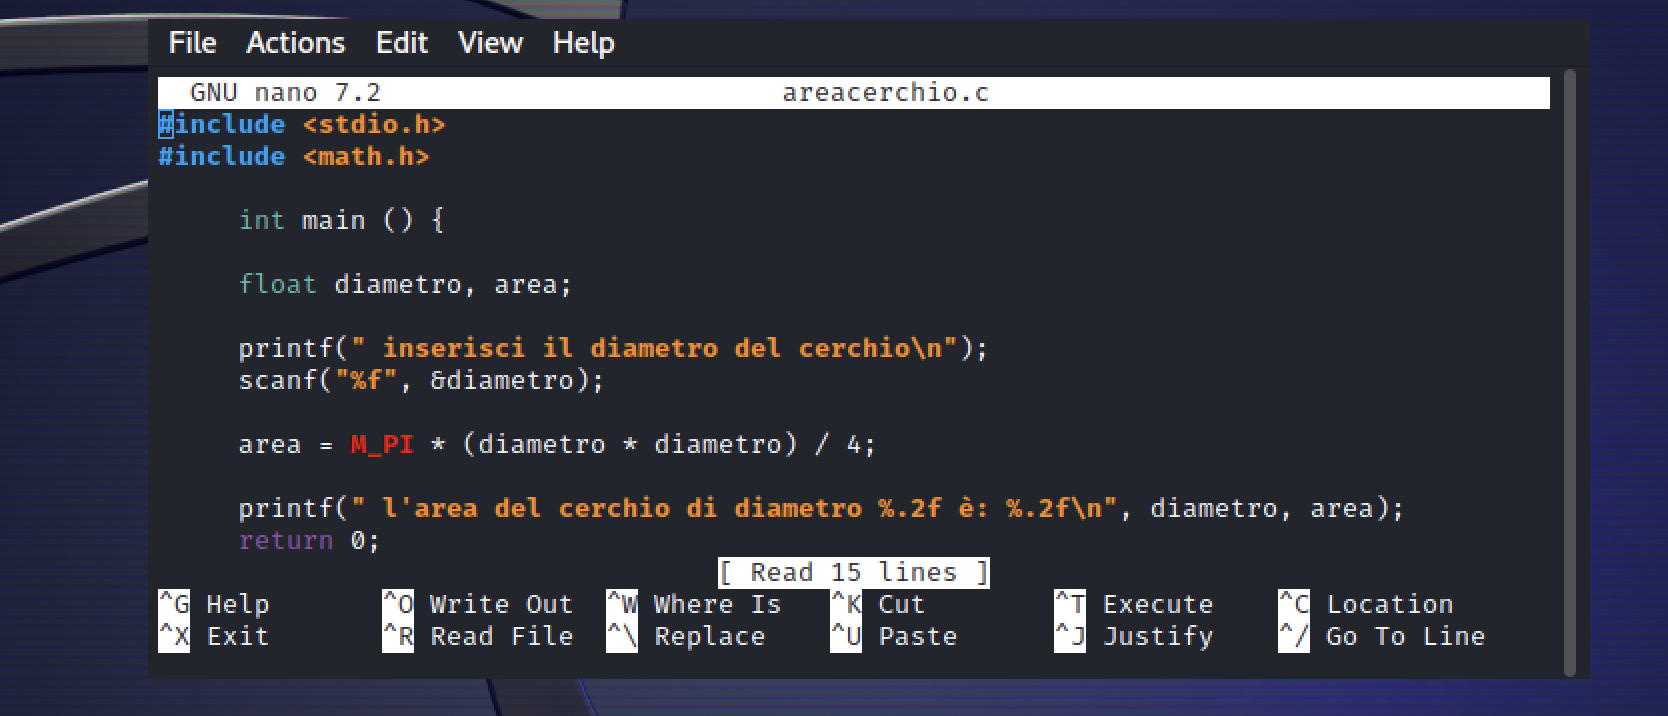 File Actions Edit View Help
GNU nano 7.2 areacerchio.c
#include <stdio.h>
#include <math.h>
int main () {
float diametro, area;
printf(" inserisci il diametro del cerchio\n");
scanf("%f", &diametro);
area = M_PI * (diametro * diametro) / 4;
printf(" l'area del cerchio di diametro %.2f è: %.2f\n", diametro, area);
return 0;
[ Read 15 lines ]
^G Help ^O Write Out ^W Where Is ^K Cut ^T Execute ^C Location
^X Exit ^R Read File ^\ Replace ^U Paste ^J Justify ^/ Go To Line